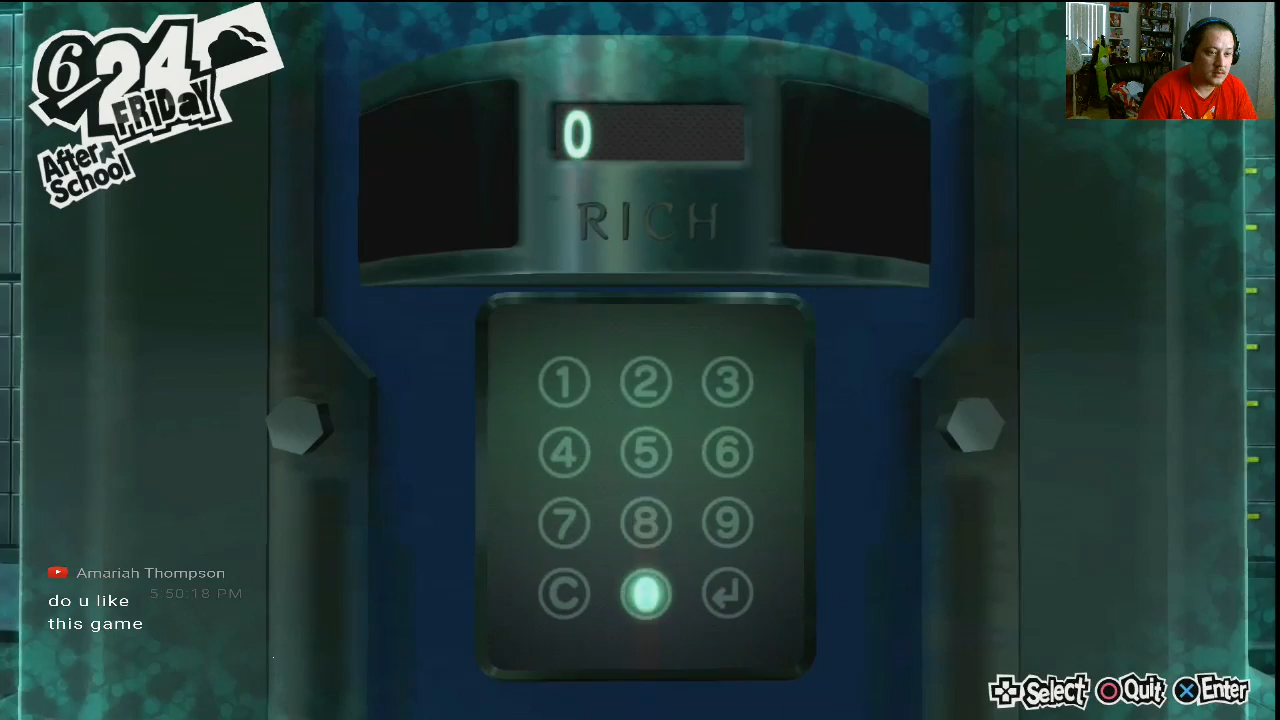 6/24
FRiDaY
After
School
0
RICH
1 2 3
4 5 6
7 8 9
C 0
Amariah Thompson
5:50:18 PM
do u like
this game
Select Quit Enter